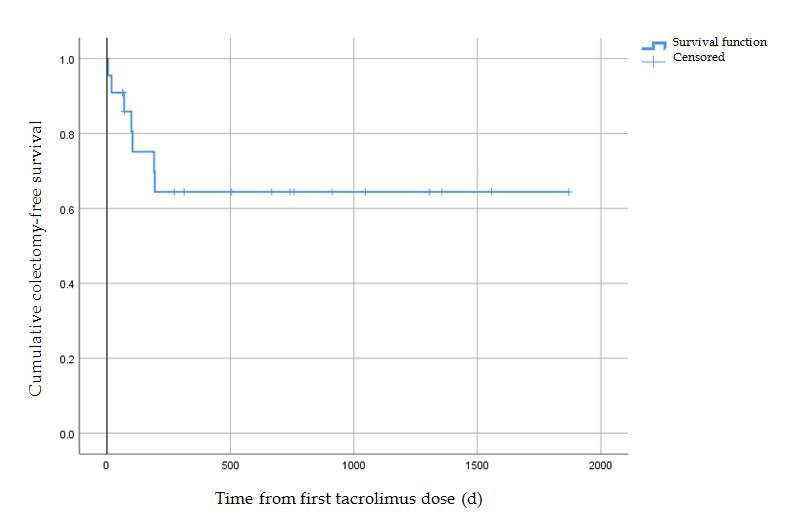 Survival function
Censored
1.0
0.8
0.6
0.4
0.2
0.0
Cumulative colectomy-free survival
0
500
1000
1500
2000
Time from first tacrolimus dose (d)